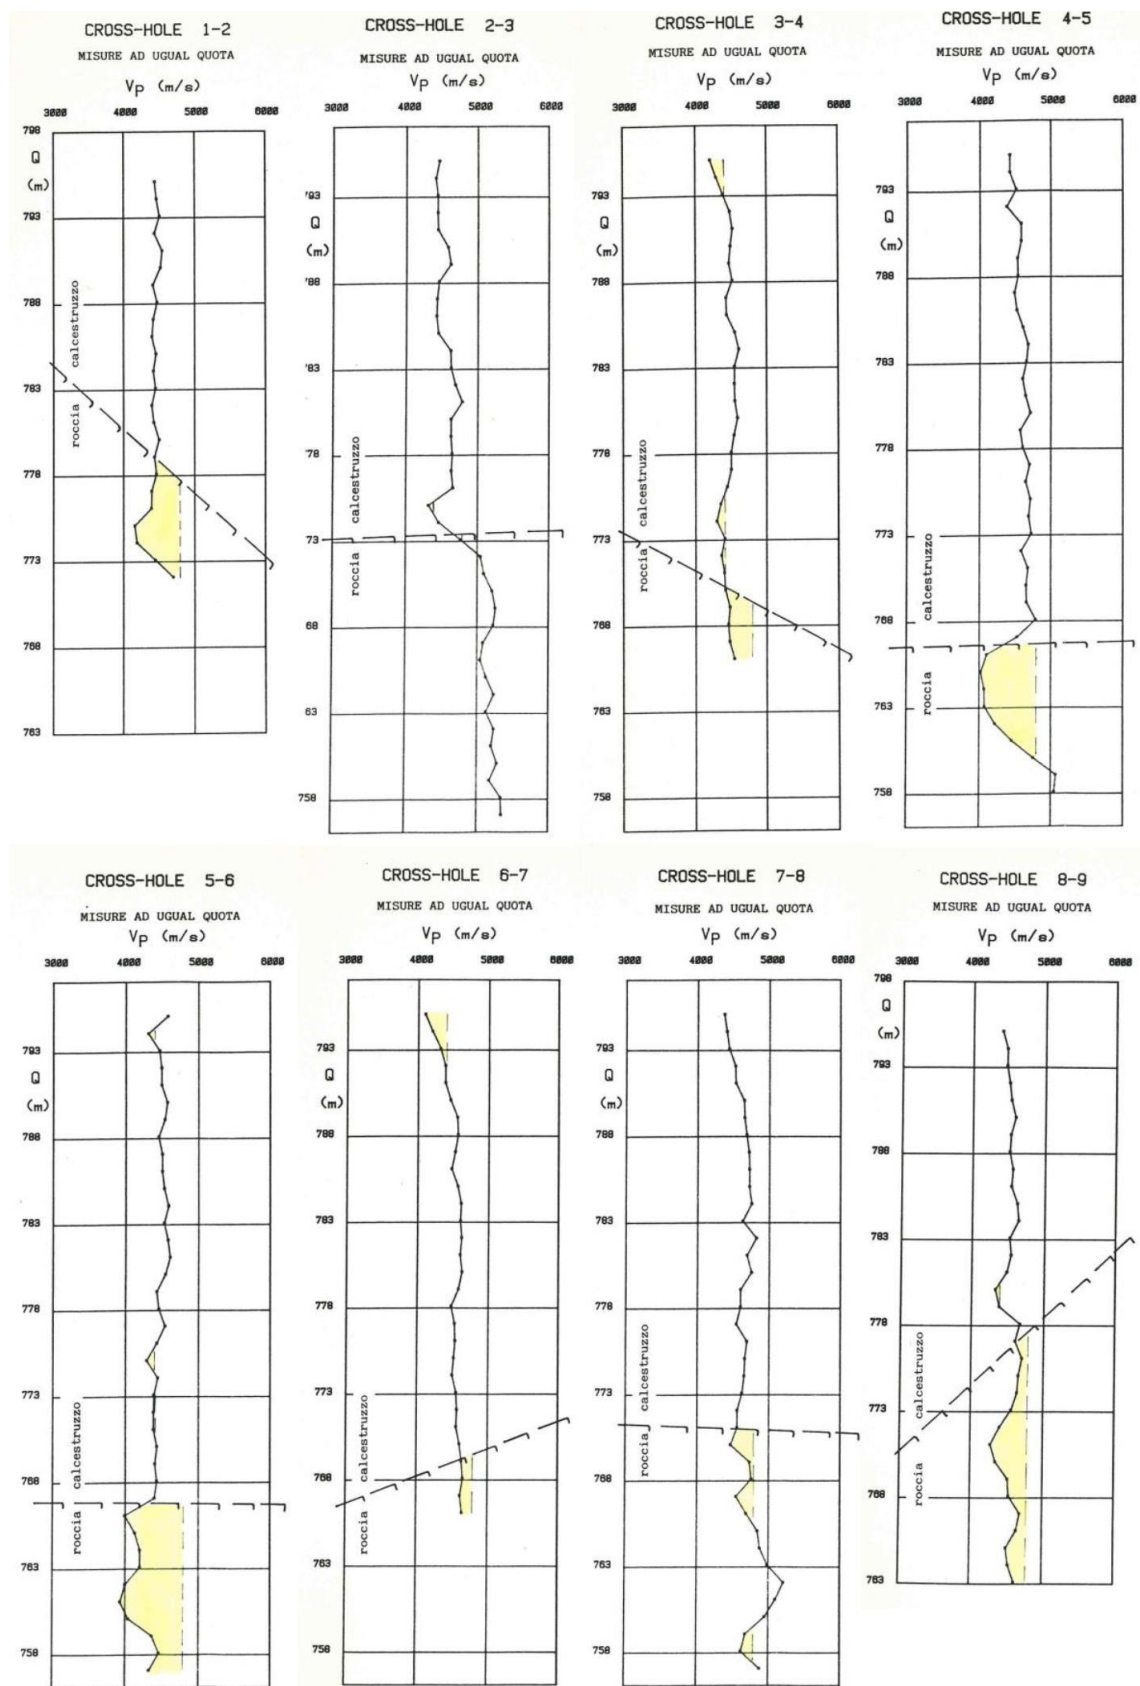 CROSS-HOLE 1-2
MISURE AD UGUAL QUOTA
Vp (m/s)
3000 4000 5000 6000
798
Q
(m)
793
788
783
778
773
768
763
calcestruzzo
roccia
CROSS-HOLE 2-3
MISURE AD UGUAL QUOTA
Vp (m/s)
3000 4000 5000 6000
793
Q
(m)
788
783
78
73
68
63
758
calcestruzzo
roccia
CROSS-HOLE 3-4
MISURE AD UGUAL QUOTA
Vp (m/s)
3000 4000 5000 6000
793
Q
(m)
788
783
778
773
768
763
758
calcestruzzo
roccia
CROSS-HOLE 4-5
MISURE AD UGUAL QUOTA
Vp (m/s)
3000 4000 5000 6000
793
Q
(m)
788
783
778
773
768
763
758
calcestruzzo
roccia
CROSS-HOLE 5-6
MISURE AD UGUAL QUOTA
Vp (m/s)
3000 4000 5000 6000
793
Q
(m)
788
783
778
773
768
763
758
calcestruzzo
roccia
CROSS-HOLE 6-7
MISURE AD UGUAL QUOTA
Vp (m/s)
3000 4000 5000 6000
793
Q
(m)
788
783
778
773
768
763
758
calcestruzzo
roccia
CROSS-HOLE 7-8
MISURE AD UGUAL QUOTA
Vp (m/s)
3000 4000 5000 6000
793
Q
(m)
788
783
778
773
768
763
758
calcestruzzo
roccia
CROSS-HOLE 8-9
MISURE AD UGUAL QUOTA
Vp (m/s)
3000 4000 5000 6000
798
Q
(m)
793
788
783
778
773
768
763
calcestruzzo
roccia